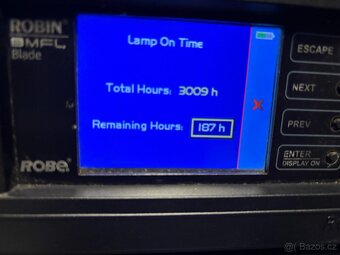 ROBIN
BMFL
Blade
Lamp On Time
ESCAPE
Total Hours: 3009 h
NEXT
Remaining Hours: 187 h
PREV
ROBE
ENTER
DISPLAY ON
Bazos.cz